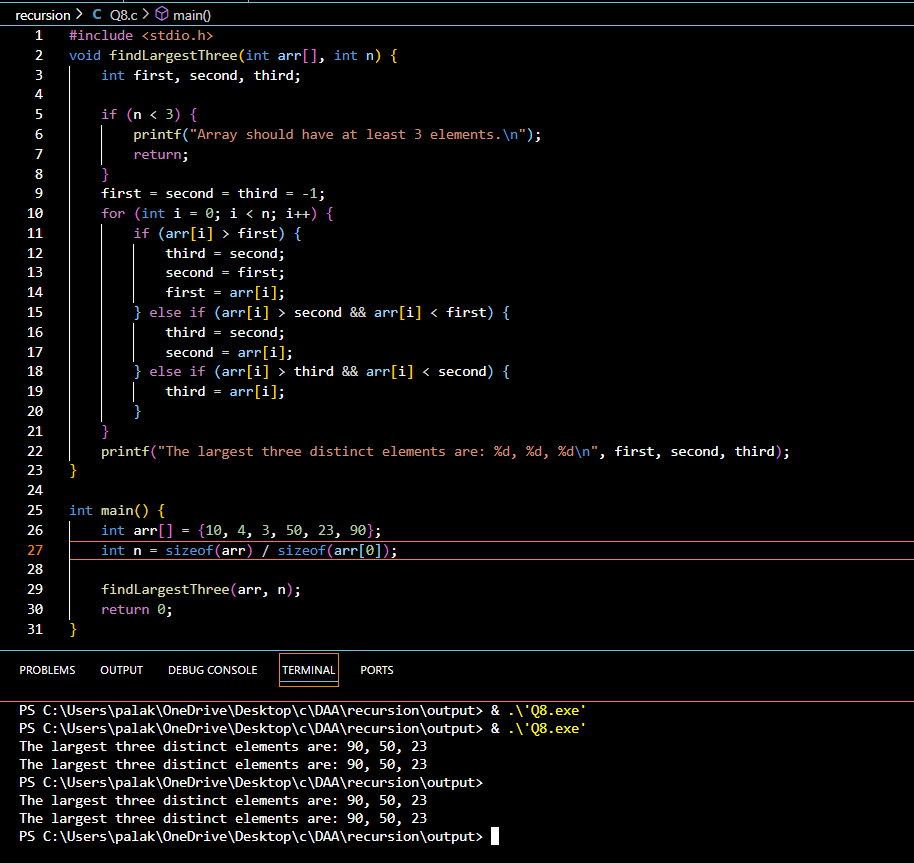 recursion > C Q8.c > main()
1 #include <stdio.h>
2 void findLargestThree(int arr[], int n) {
3     int first, second, third;
4
5     if (n < 3) {
6         printf("Array should have at least 3 elements.\n");
7         return;
8     }
9     first = second = third = -1;
10     for (int i = 0; i < n; i++) {
11         if (arr[i] > first) {
12             third = second;
13             second = first;
14             first = arr[i];
15         } else if (arr[i] > second && arr[i] < first) {
16             third = second;
17             second = arr[i];
18         } else if (arr[i] > third && arr[i] < second) {
19             third = arr[i];
20         }
21     }
22     printf("The largest three distinct elements are: %d, %d, %d\n", first, second, third);
23 }
24
25 int main() {
26     int arr[] = {10, 4, 3, 50, 23, 90};
27     int n = sizeof(arr) / sizeof(arr[0]);
28
29     findLargestThree(arr, n);
30     return 0;
31 }
PROBLEMS OUTPUT DEBUG CONSOLE TERMINAL PORTS
PS C:\Users\palak\OneDrive\Desktop\c\DAA\recursion\output> & .\'Q8.exe'
PS C:\Users\palak\OneDrive\Desktop\c\DAA\recursion\output> & .\'Q8.exe'
The largest three distinct elements are: 90, 50, 23
The largest three distinct elements are: 90, 50, 23
PS C:\Users\palak\OneDrive\Desktop\c\DAA\recursion\output>
The largest three distinct elements are: 90, 50, 23
The largest three distinct elements are: 90, 50, 23
PS C:\Users\palak\OneDrive\Desktop\c\DAA\recursion\output>